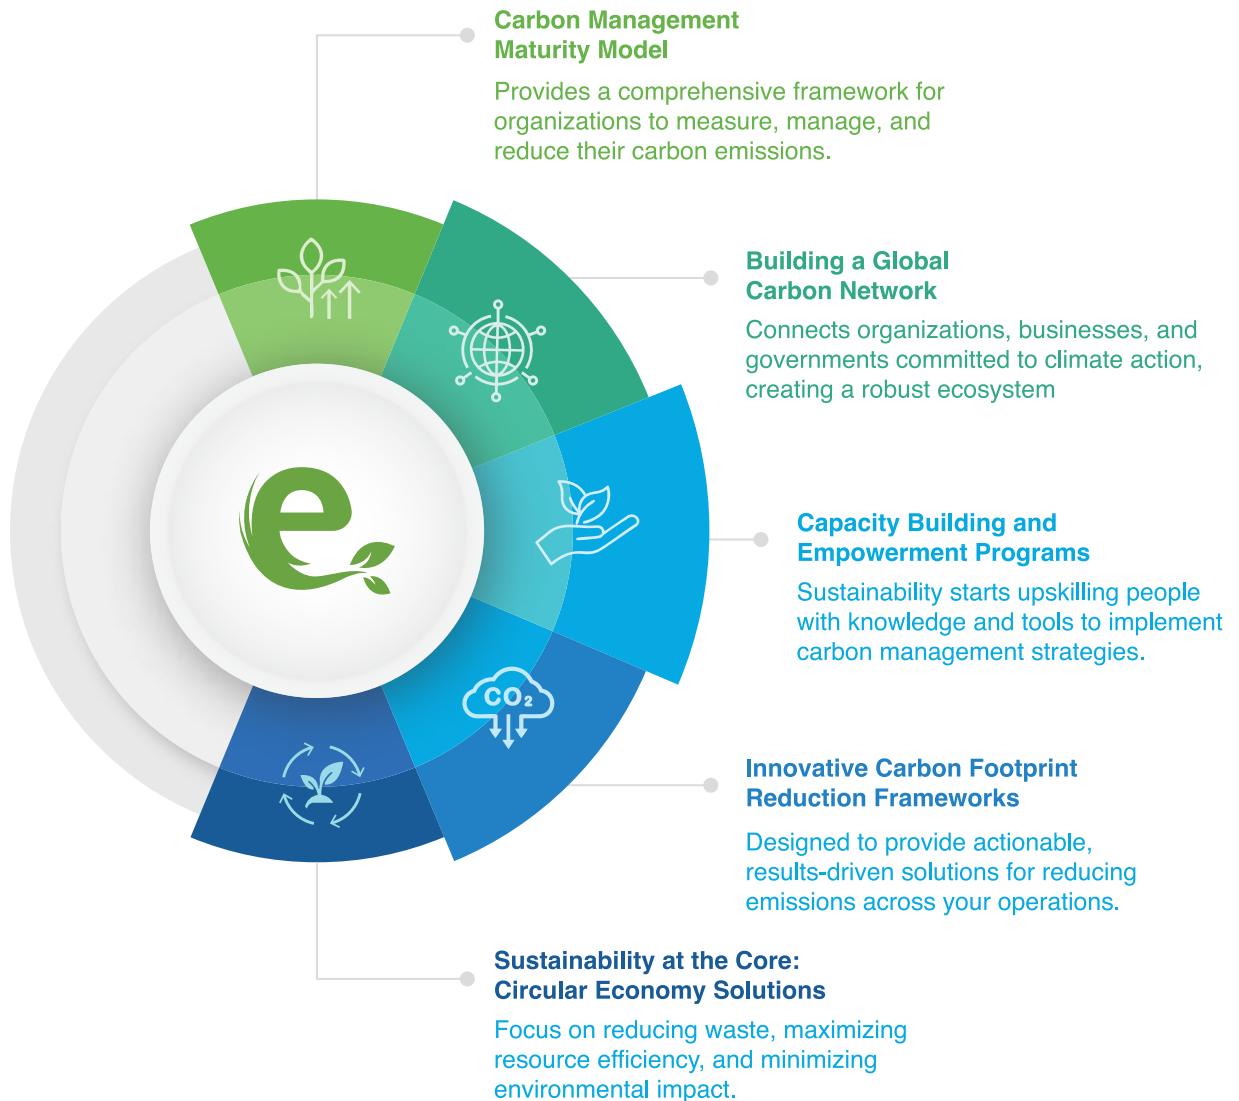 Carbon Management
Maturity Model
Provides a comprehensive framework for
organizations to measure, manage, and
reduce their carbon emissions.
Building a Global
Carbon Network
Connects organizations, businesses, and
governments committed to climate action,
creating a robust ecosystem
e
Capacity Building and
Empowerment Programs
Sustainability starts upskilling people
with knowledge and tools to implement
carbon management strategies.
CO₂
Innovative Carbon Footprint
Reduction Frameworks
Designed to provide actionable,
results-driven solutions for reducing
emissions across your operations.
Sustainability at the Core:
Circular Economy Solutions
Focus on reducing waste, maximizing
resource efficiency, and minimizing
environmental impact.